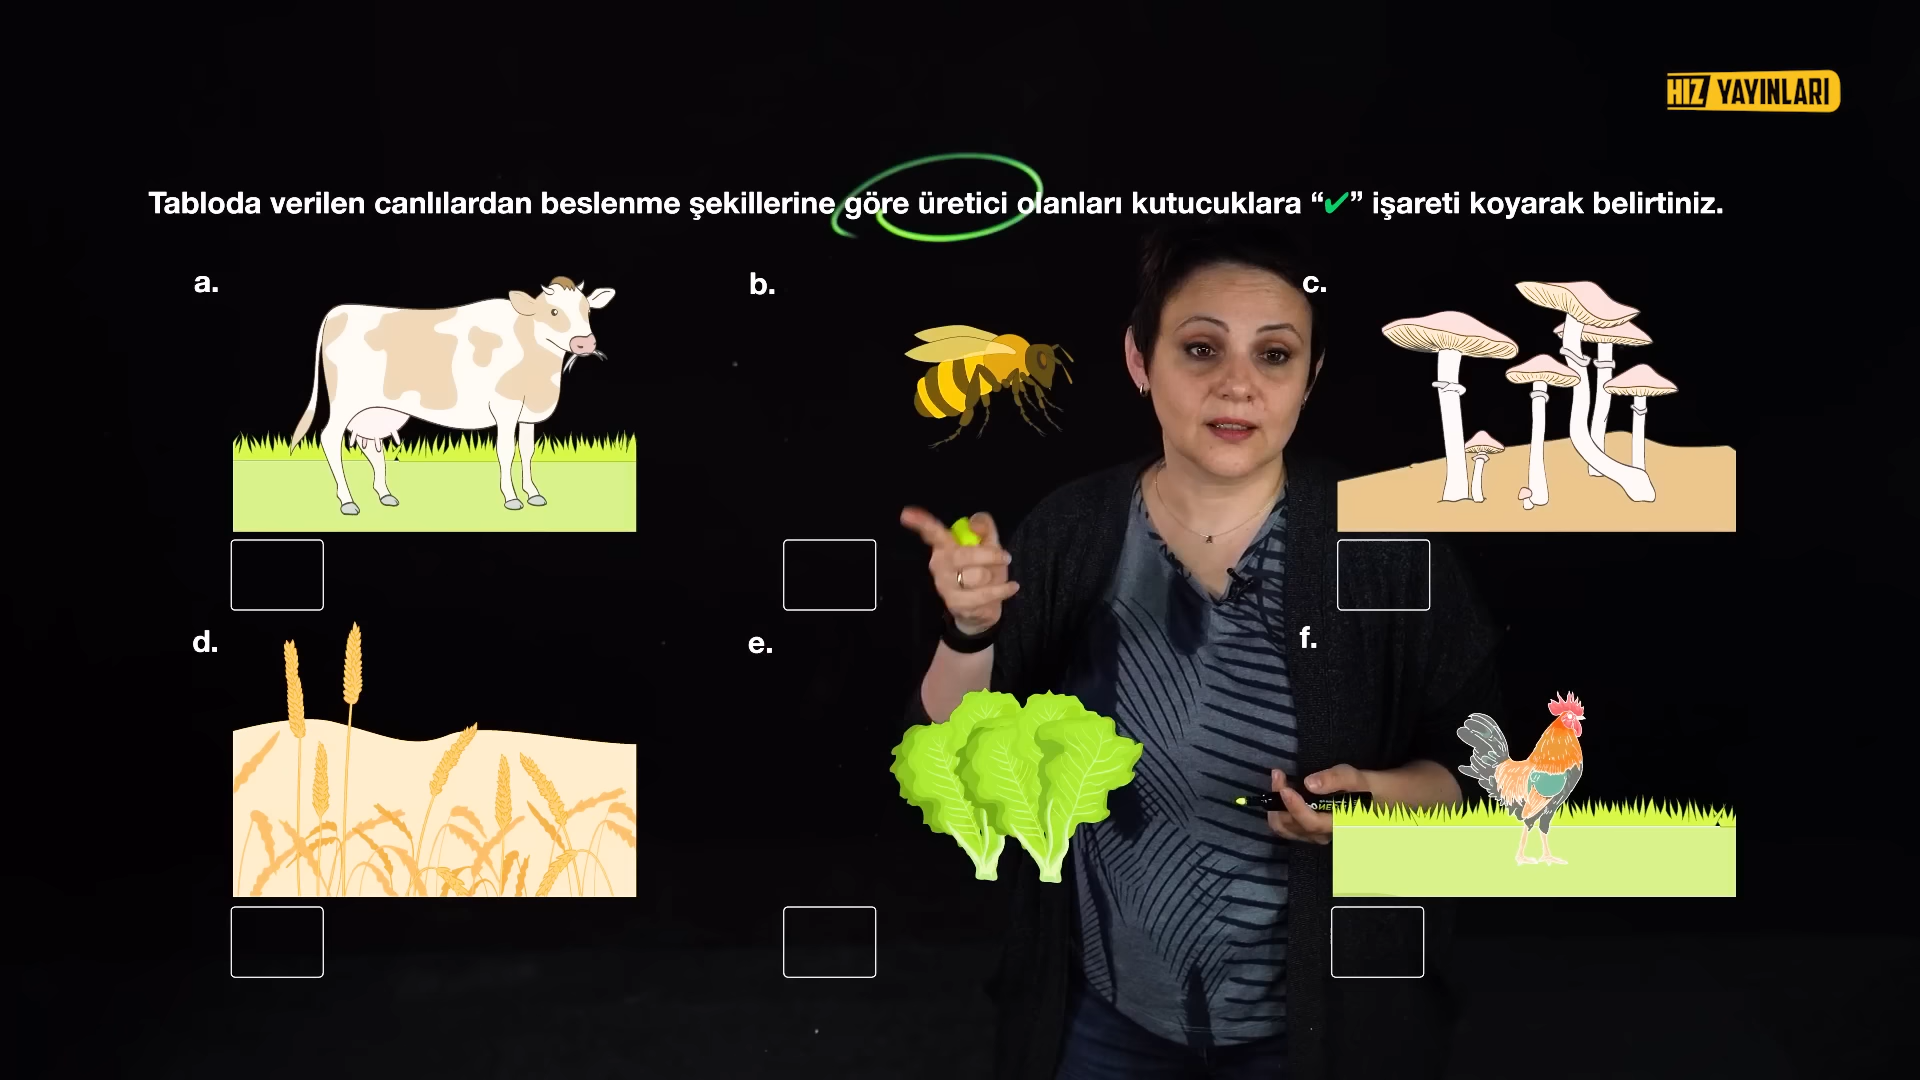 HIZ YAYINLARI
Tabloda verilen canlılardan beslenme şekillerine göre üretici olanları kutucuklara “✔” işareti koyarak belirtiniz.
a.
b.
c.
d.
e.
f.